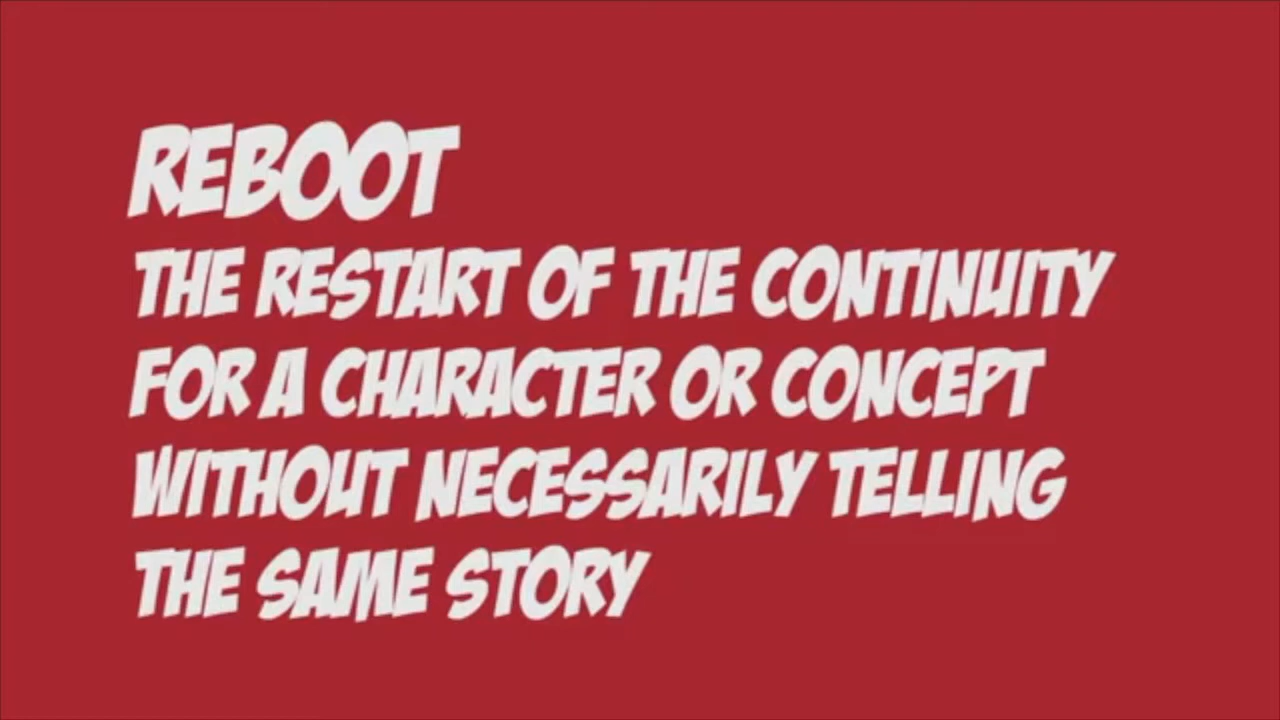 REBOOT
THE RESTART OF THE CONTINUITY
FOR A CHARACTER OR CONCEPT
WITHOUT NECESSARILY TELLING
THE SAME STORY